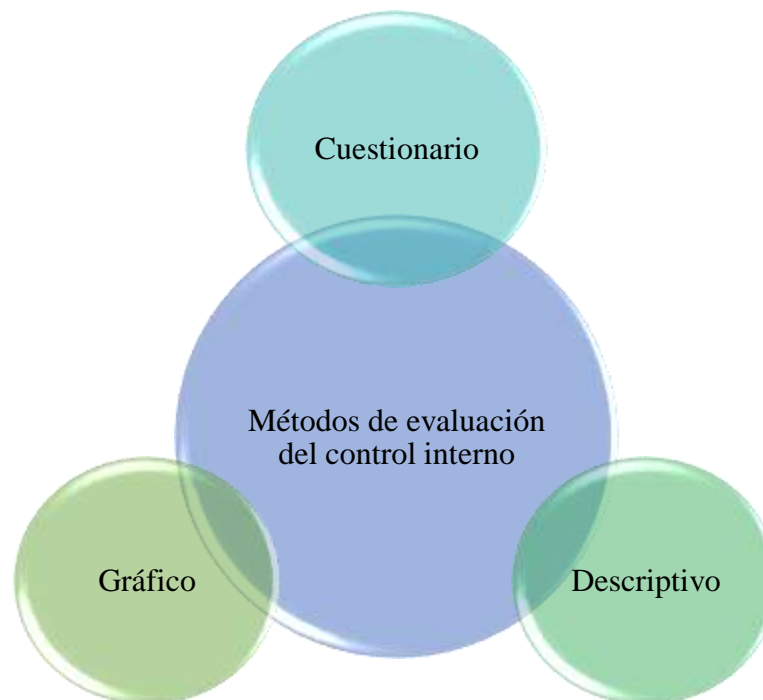 Cuestionario
Métodos de evaluación
del control interno
Gráfico
Descriptivo